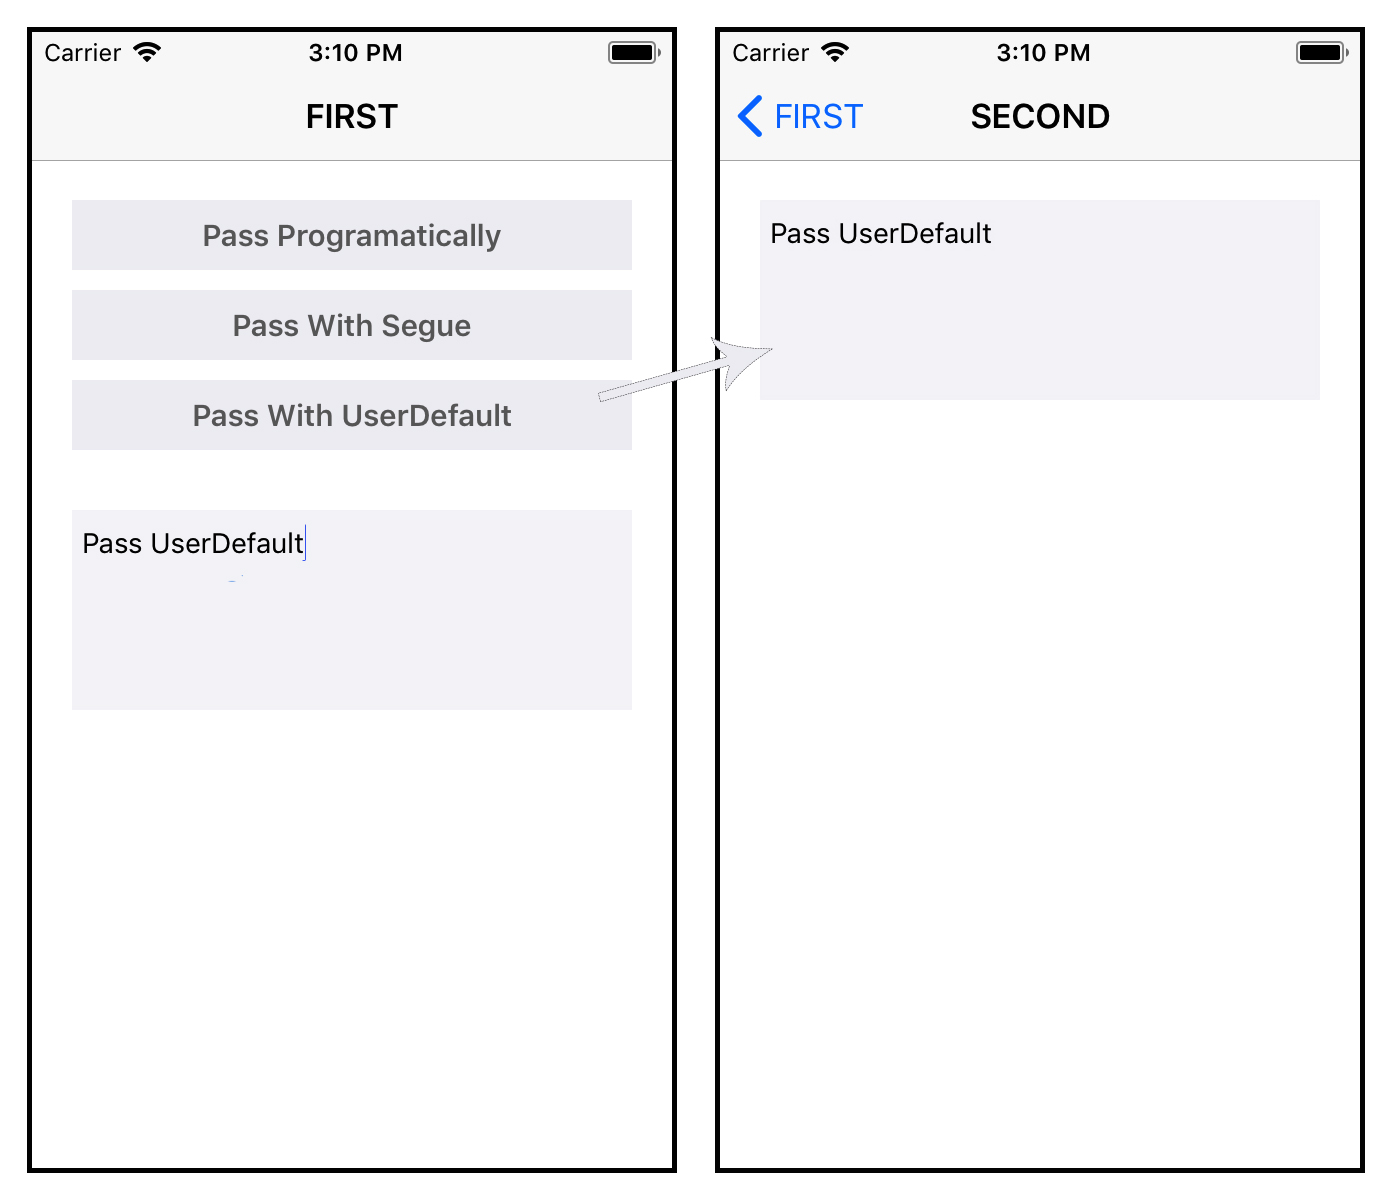 Carrier 3:10 PM
FIRST
Pass Programatically
Pass With Segue
Pass With UserDefault
Pass UserDefault
Carrier 3:10 PM
FIRST SECOND
Pass UserDefault